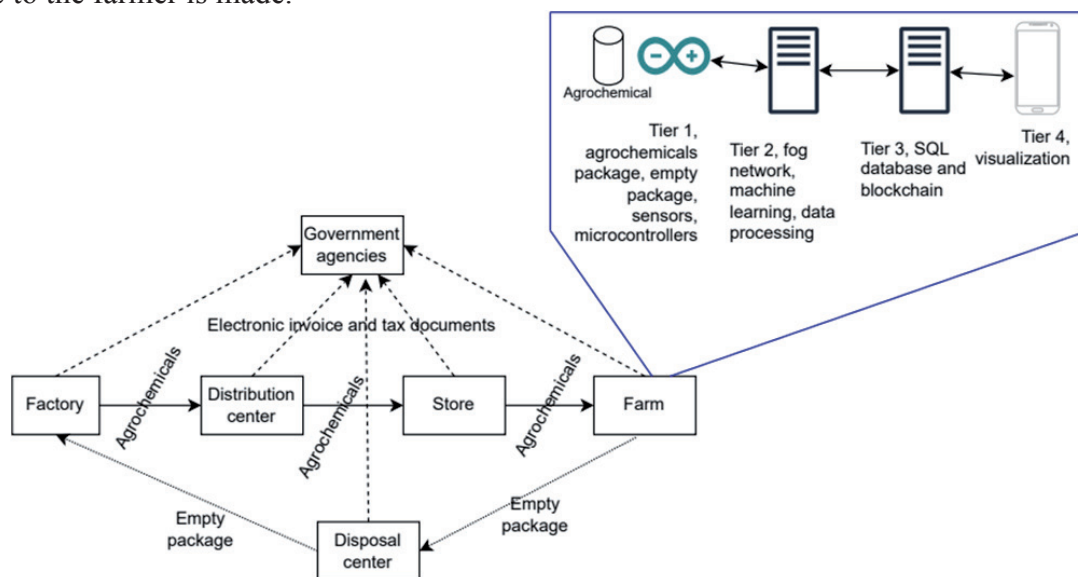 to the farmer is made.
Agrochemical
Tier 1,
agrochemicals
package, empty
package,
sensors,
microcontrollers
Tier 2, fog
network,
machine
learning, data
processing
Tier 3, SQL
database and
blockchain
Tier 4,
visualization
Government
agencies
Electronic invoice and tax documents
Factory
Agrochemicals
Distribution
center
Agrochemicals
Store
Agrochemicals
Farm
Empty
package
Disposal
center
Empty
package